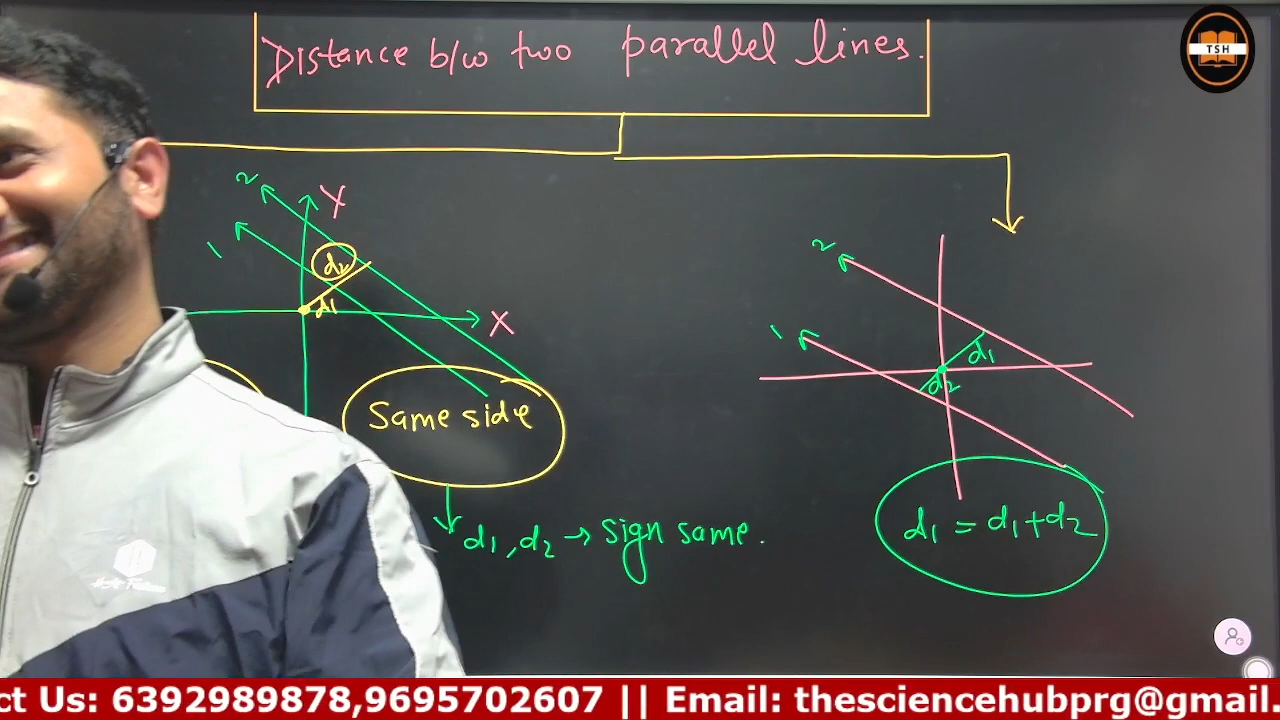 Distance b/w two parallel lines.
TSH
2
Y
1
d2
d1
X
Same side
d1, d2 → sign same.
2
1
d1
d2
d1 = d1+d2
ct Us: 6392989878,9695702607 || Email: thesciencehubprg@gmail.